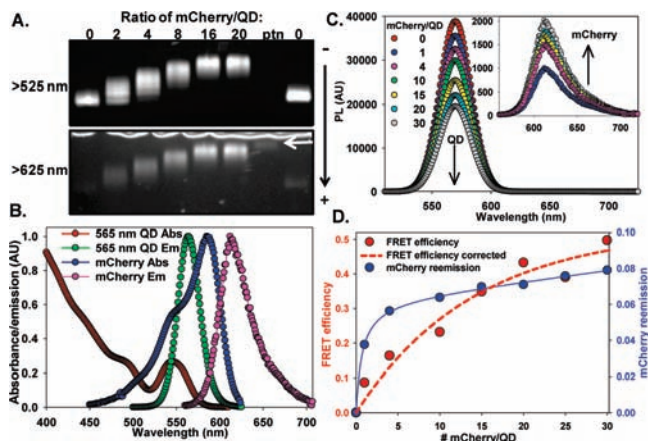 A.
Ratio of mCherry/QD:
0 2 4 8 16 20 ptn 0
>525 nm
>625 nm
-
+
B.
565 nm QD Abs
565 nm QD Em
mCherry Abs
mCherry Em
Absorbance/emission (AU)
1.0
0.8
0.6
0.4
0.2
0.0
400 450 500 550 600 650 700
Wavelength (nm)
C.
mCherry/QD
0
1
4
10
15
20
30
PL (AU)
40000
30000
20000
10000
0
QD
550 600 650 700
Wavelength (nm)
2000
1500
1000
500
0
mCherry
600 650 700
D.
FRET efficiency
FRET efficiency corrected
mCherry reemission
FRET efficiency
0.5
0.4
0.3
0.2
0.1
0.0
mCherry reemission
0.10
0.08
0.06
0.04
0.02
0.00
0 5 10 15 20 25 30
# mCherry/QD